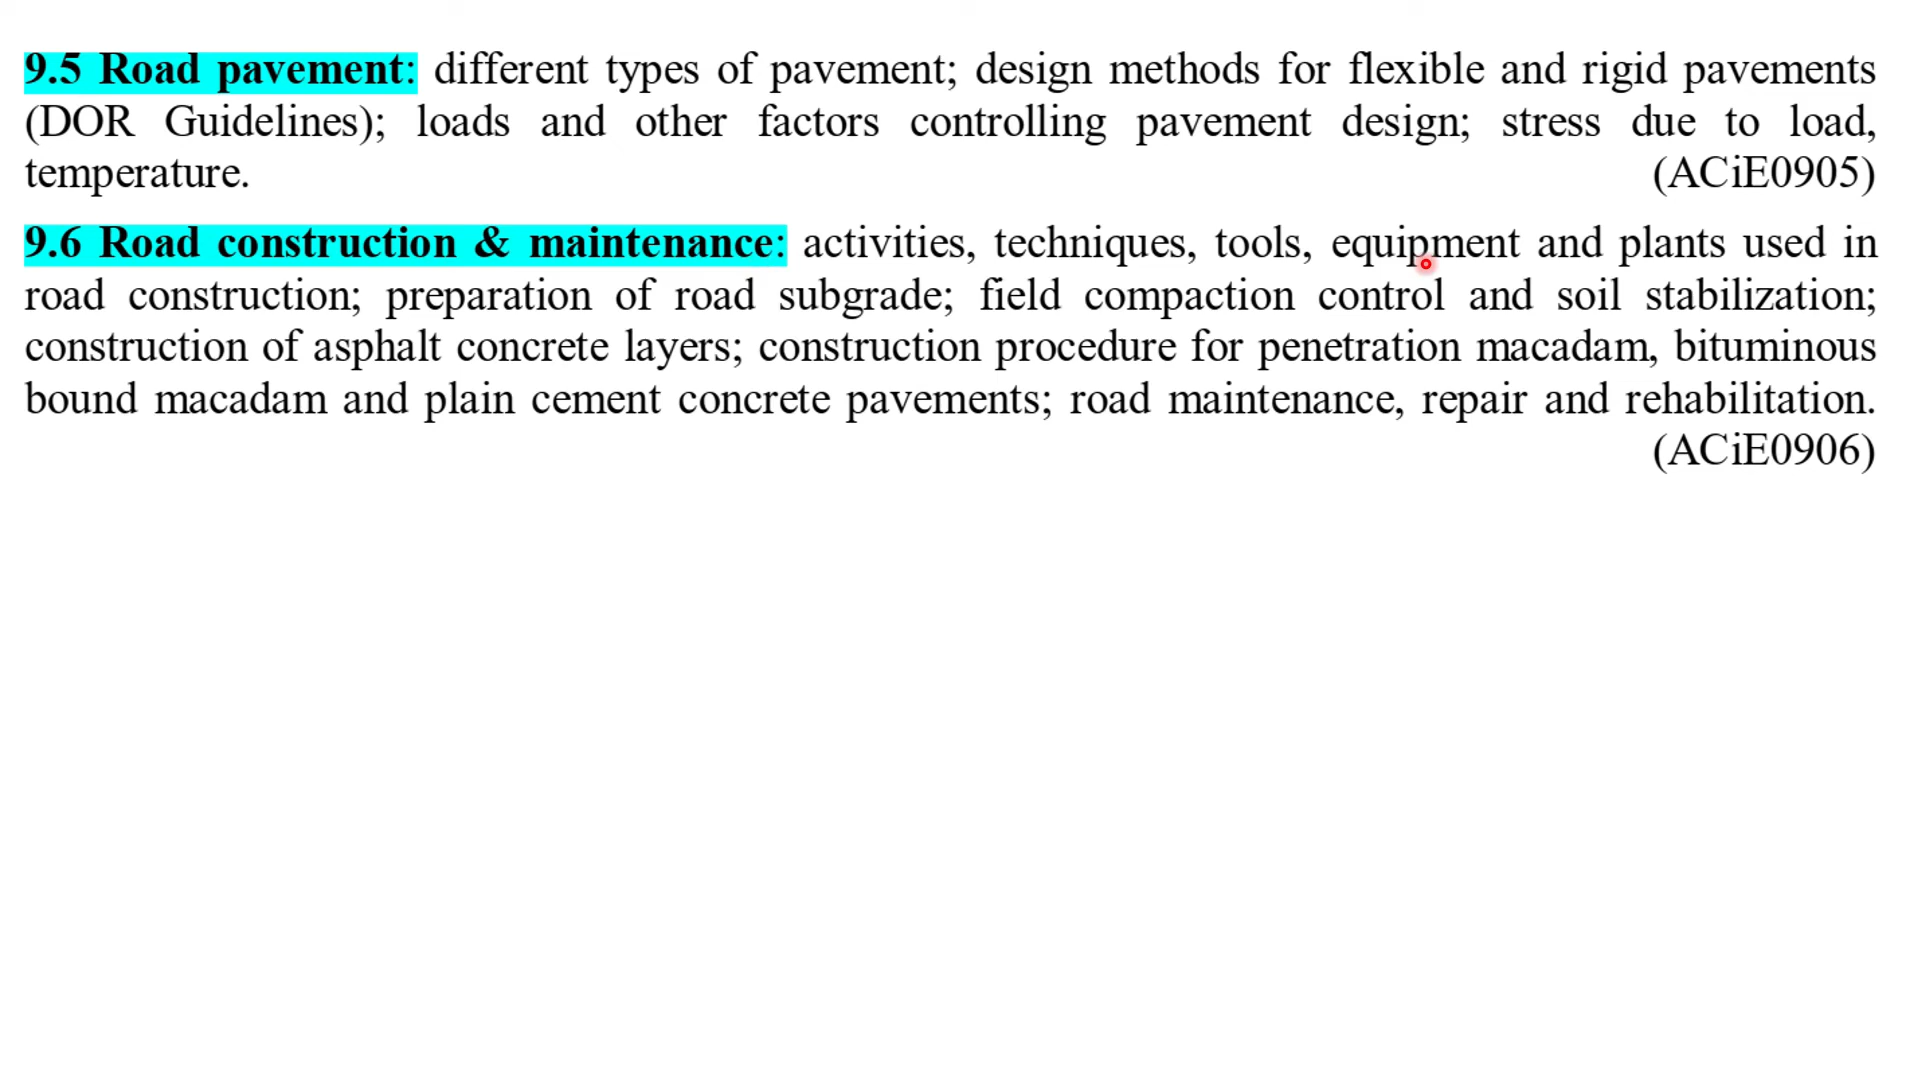 9.5 Road pavement: different types of pavement; design methods for flexible and rigid pavements
(DOR Guidelines); loads and other factors controlling pavement design; stress due to load,
temperature. (ACiE0905)
9.6 Road construction & maintenance: activities, techniques, tools, equipment and plants used in
road construction; preparation of road subgrade; field compaction control and soil stabilization;
construction of asphalt concrete layers; construction procedure for penetration macadam, bituminous
bound macadam and plain cement concrete pavements; road maintenance, repair and rehabilitation.
(ACiE0906)